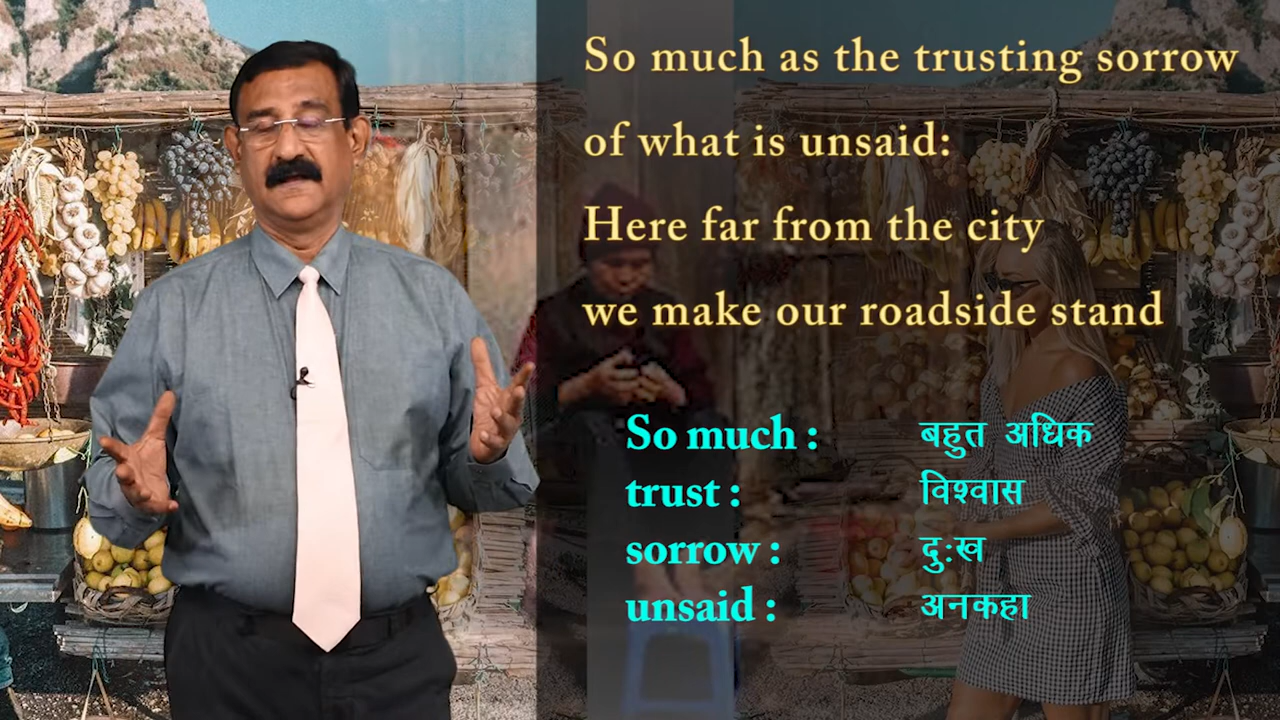 So much as the trusting sorrow
of what is unsaid:
Here far from the city
we make our roadside stand
So much : बहुत अधिक
trust : विश्वास
sorrow : दु:ख
unsaid : अनकहा